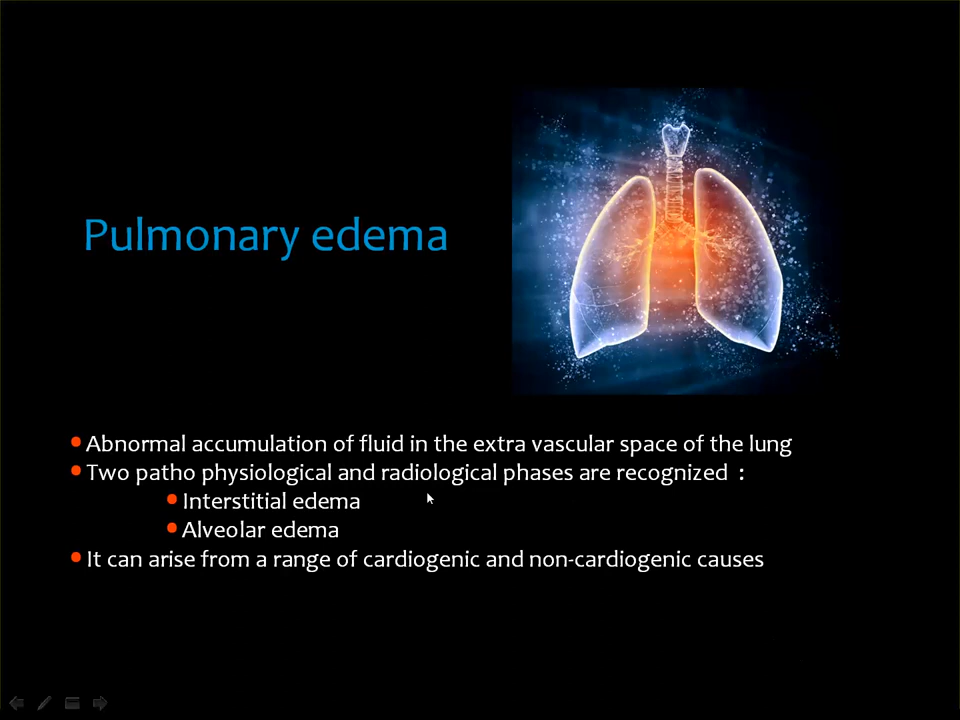 Pulmonary edema
• Abnormal accumulation of fluid in the extra vascular space of the lung
• Two patho physiological and radiological phases are recognized :
• Interstitial edema
• Alveolar edema
• It can arise from a range of cardiogenic and non-cardiogenic causes